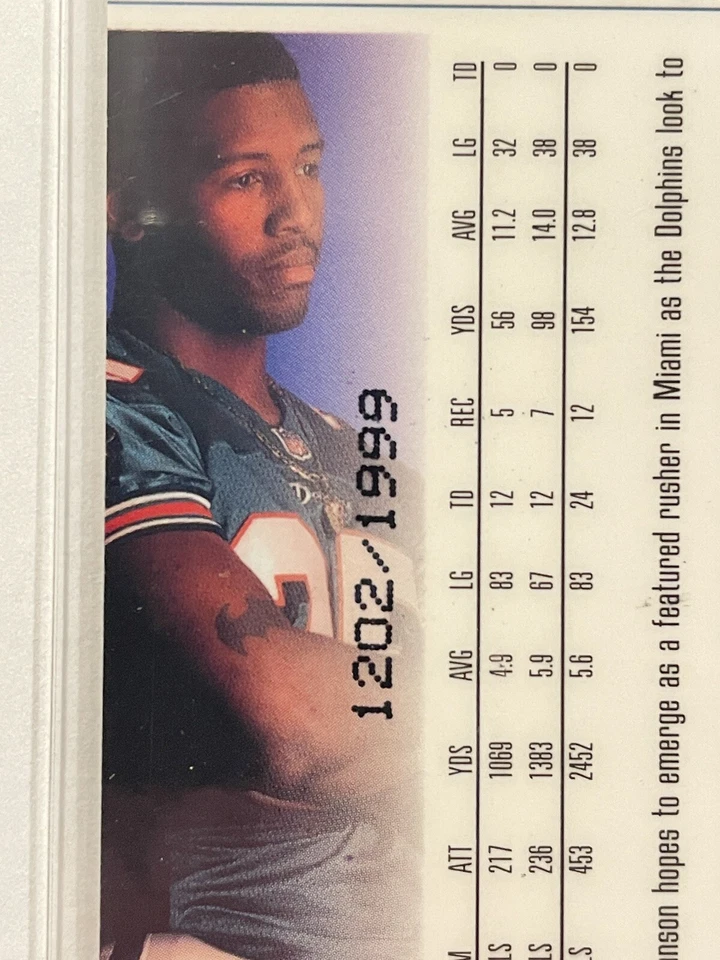 M ATT YDS AVG LG TD REC YDS AVG LG TD
LS 217 1069 4.9 83 12 5 56 11.2 32 0
LS 236 1383 5.9 67 12 7 98 14.0 38 0
LS 453 2452 5.6 83 24 12 154 12.8 38 0
nson hopes to emerge as a featured rusher in Miami as the Dolphins look to
1202/1999